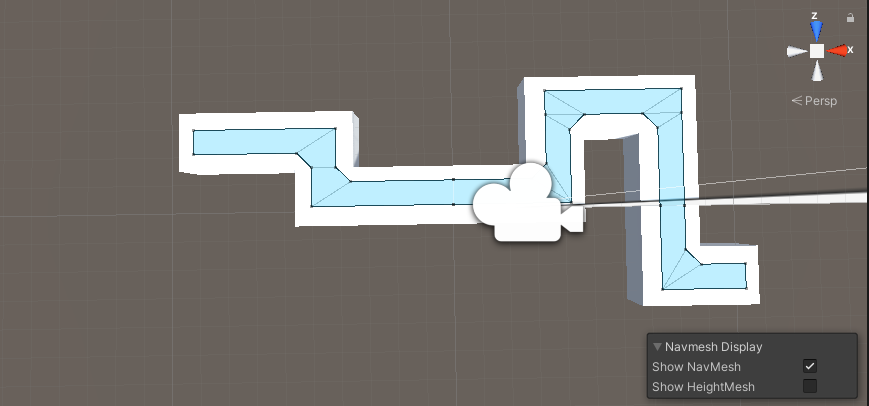 z
x
Persp
Navmesh Display
Show NavMesh
Show HeightMesh